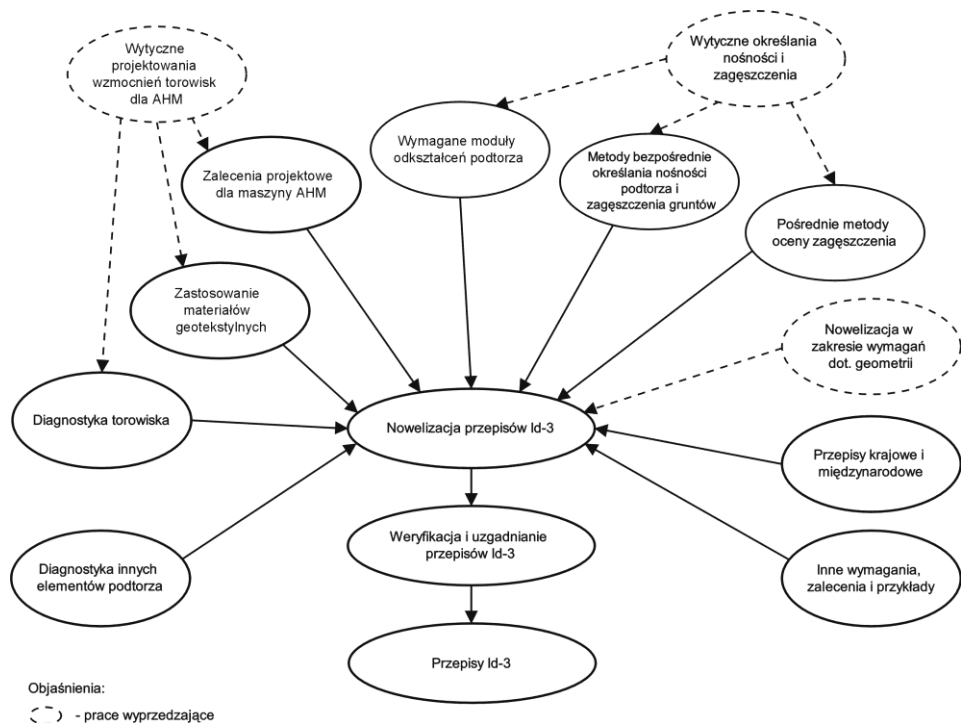 Wytyczne
projektowania
wzmocnień torowisk
dla AHM
Wytyczne określania
nośności i
zagęszczenia
Zalecenia projektowe
dla maszyny AHM
Wymagane moduły
odkształceń podtorza
Metody bezpośrednie
określania nośności
podtorza i
zagęszczenia gruntów
Pośrednie metody
oceny zagęszczenia
Zastosowanie
materiałów
geotekstylnych
Nowelizacja w
zakresie wymagań
dot. geometrii
Diagnostyka torowiska
Nowelizacja przepisów Id-3
Przepisy krajowe i
międzynarodowe
Weryfikacja i uzgadnianie
przepisów Id-3
Diagnostyka innych
elementów podtorza
Inne wymagania,
zalecenia i przykłady
Przepisy Id-3
Objaśnienia:
- prace wyprzedzające